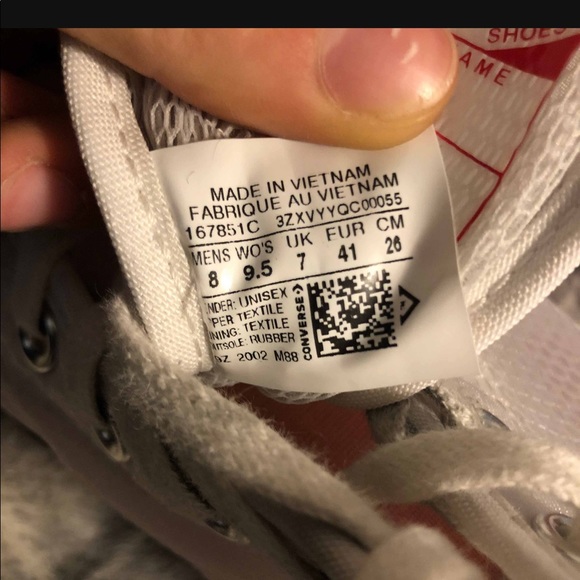 SHOES
AME
MADE IN VIETNAM
FABRIQUE AU VIETNAM
167851C 3ZXVYYQC00055
MENS WO'S UK EUR CM
8 9.5 7 41 26
NDER: UNISEX
PER TEXTILE
NING: TEXTILE
TSOLE: RUBBER
2002 M88
CONVERSE